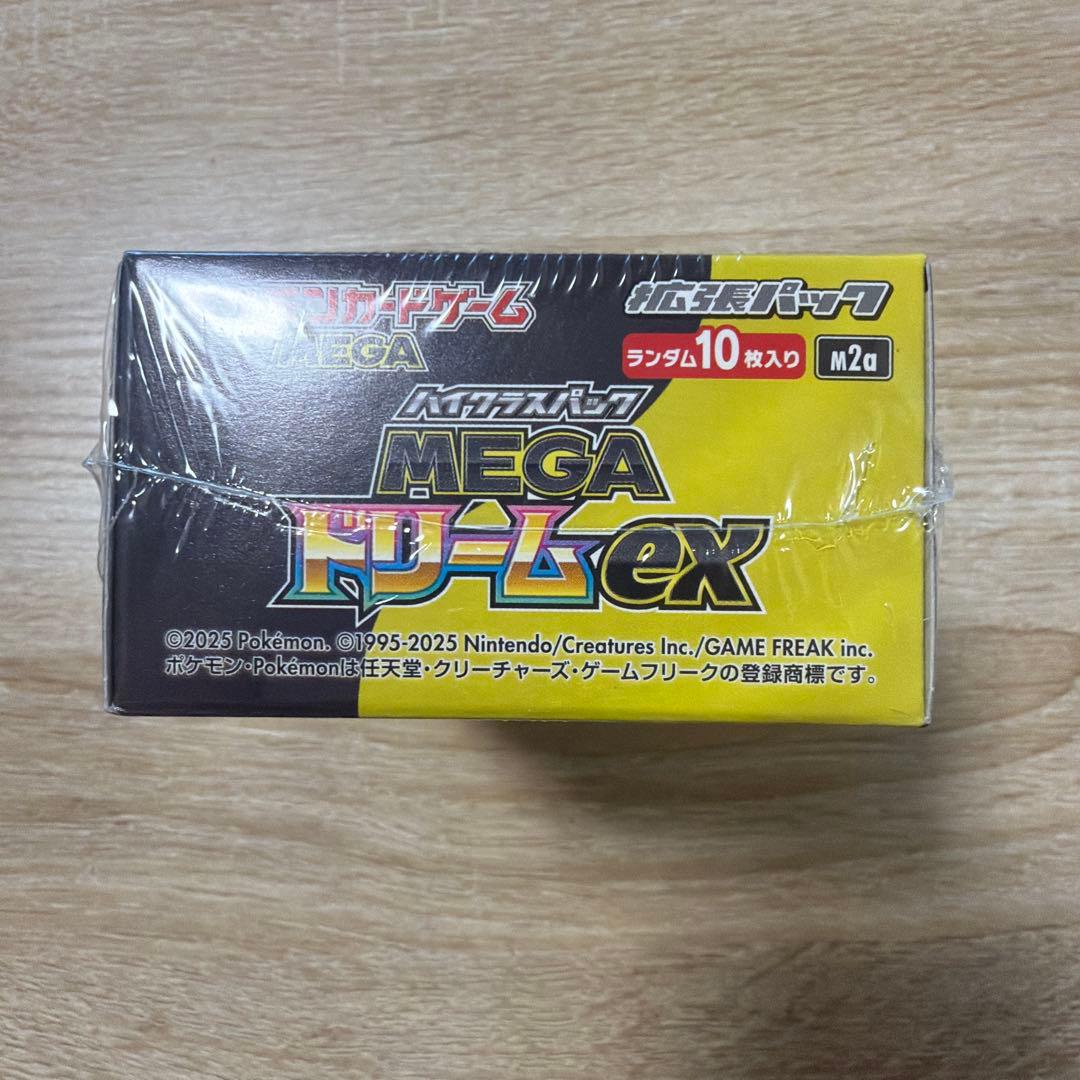 ンカードゲーム
MEGA
拡張パック
ランダム10枚入り
M2a
ハイクラスパック
MEGA
ドリームex
©2025 Pokémon. ©1995-2025 Nintendo/Creatures Inc./GAME FREAK inc.
ポケモン・Pokémonは任天堂・クリーチャーズ・ゲームフリークの登録商標です。